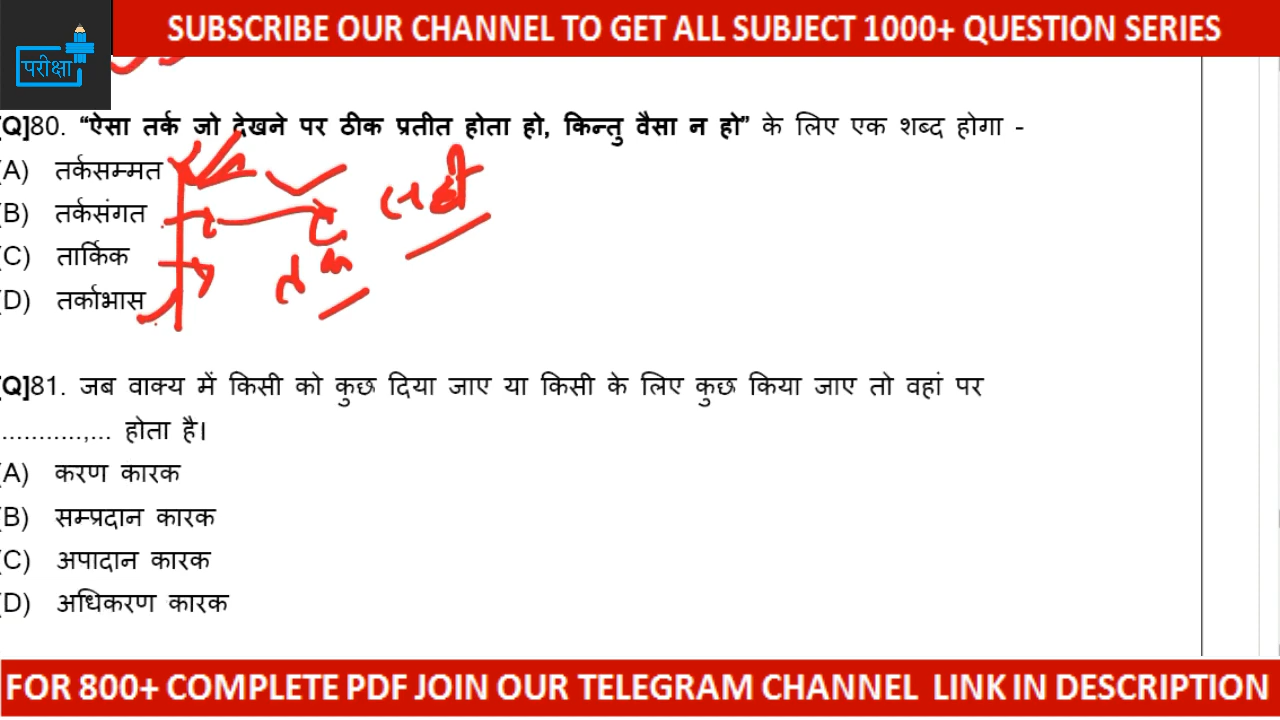 SUBSCRIBE OUR CHANNEL TO GET ALL SUBJECT 1000+ QUESTION SERIES
परीक्षा
[Q]80. “ऐसा तर्क जो देखने पर ठीक प्रतीत होता हो, किन्तु वैसा न हो” के लिए एक शब्द होगा -
(A) तर्कसम्मत
(B) तर्कसंगत
(C) तार्किक
(D) तर्काभास
[Q]81. जब वाक्य में किसी को कुछ दिया जाए या किसी के लिए कुछ किया जाए तो वहां पर
...........,... होता है।
(A) करण कारक
(B) सम्प्रदान कारक
(C) अपादान कारक
(D) अधिकरण कारक
FOR 800+ COMPLETE PDF JOIN OUR TELEGRAM CHANNEL LINK IN DESCRIPTION